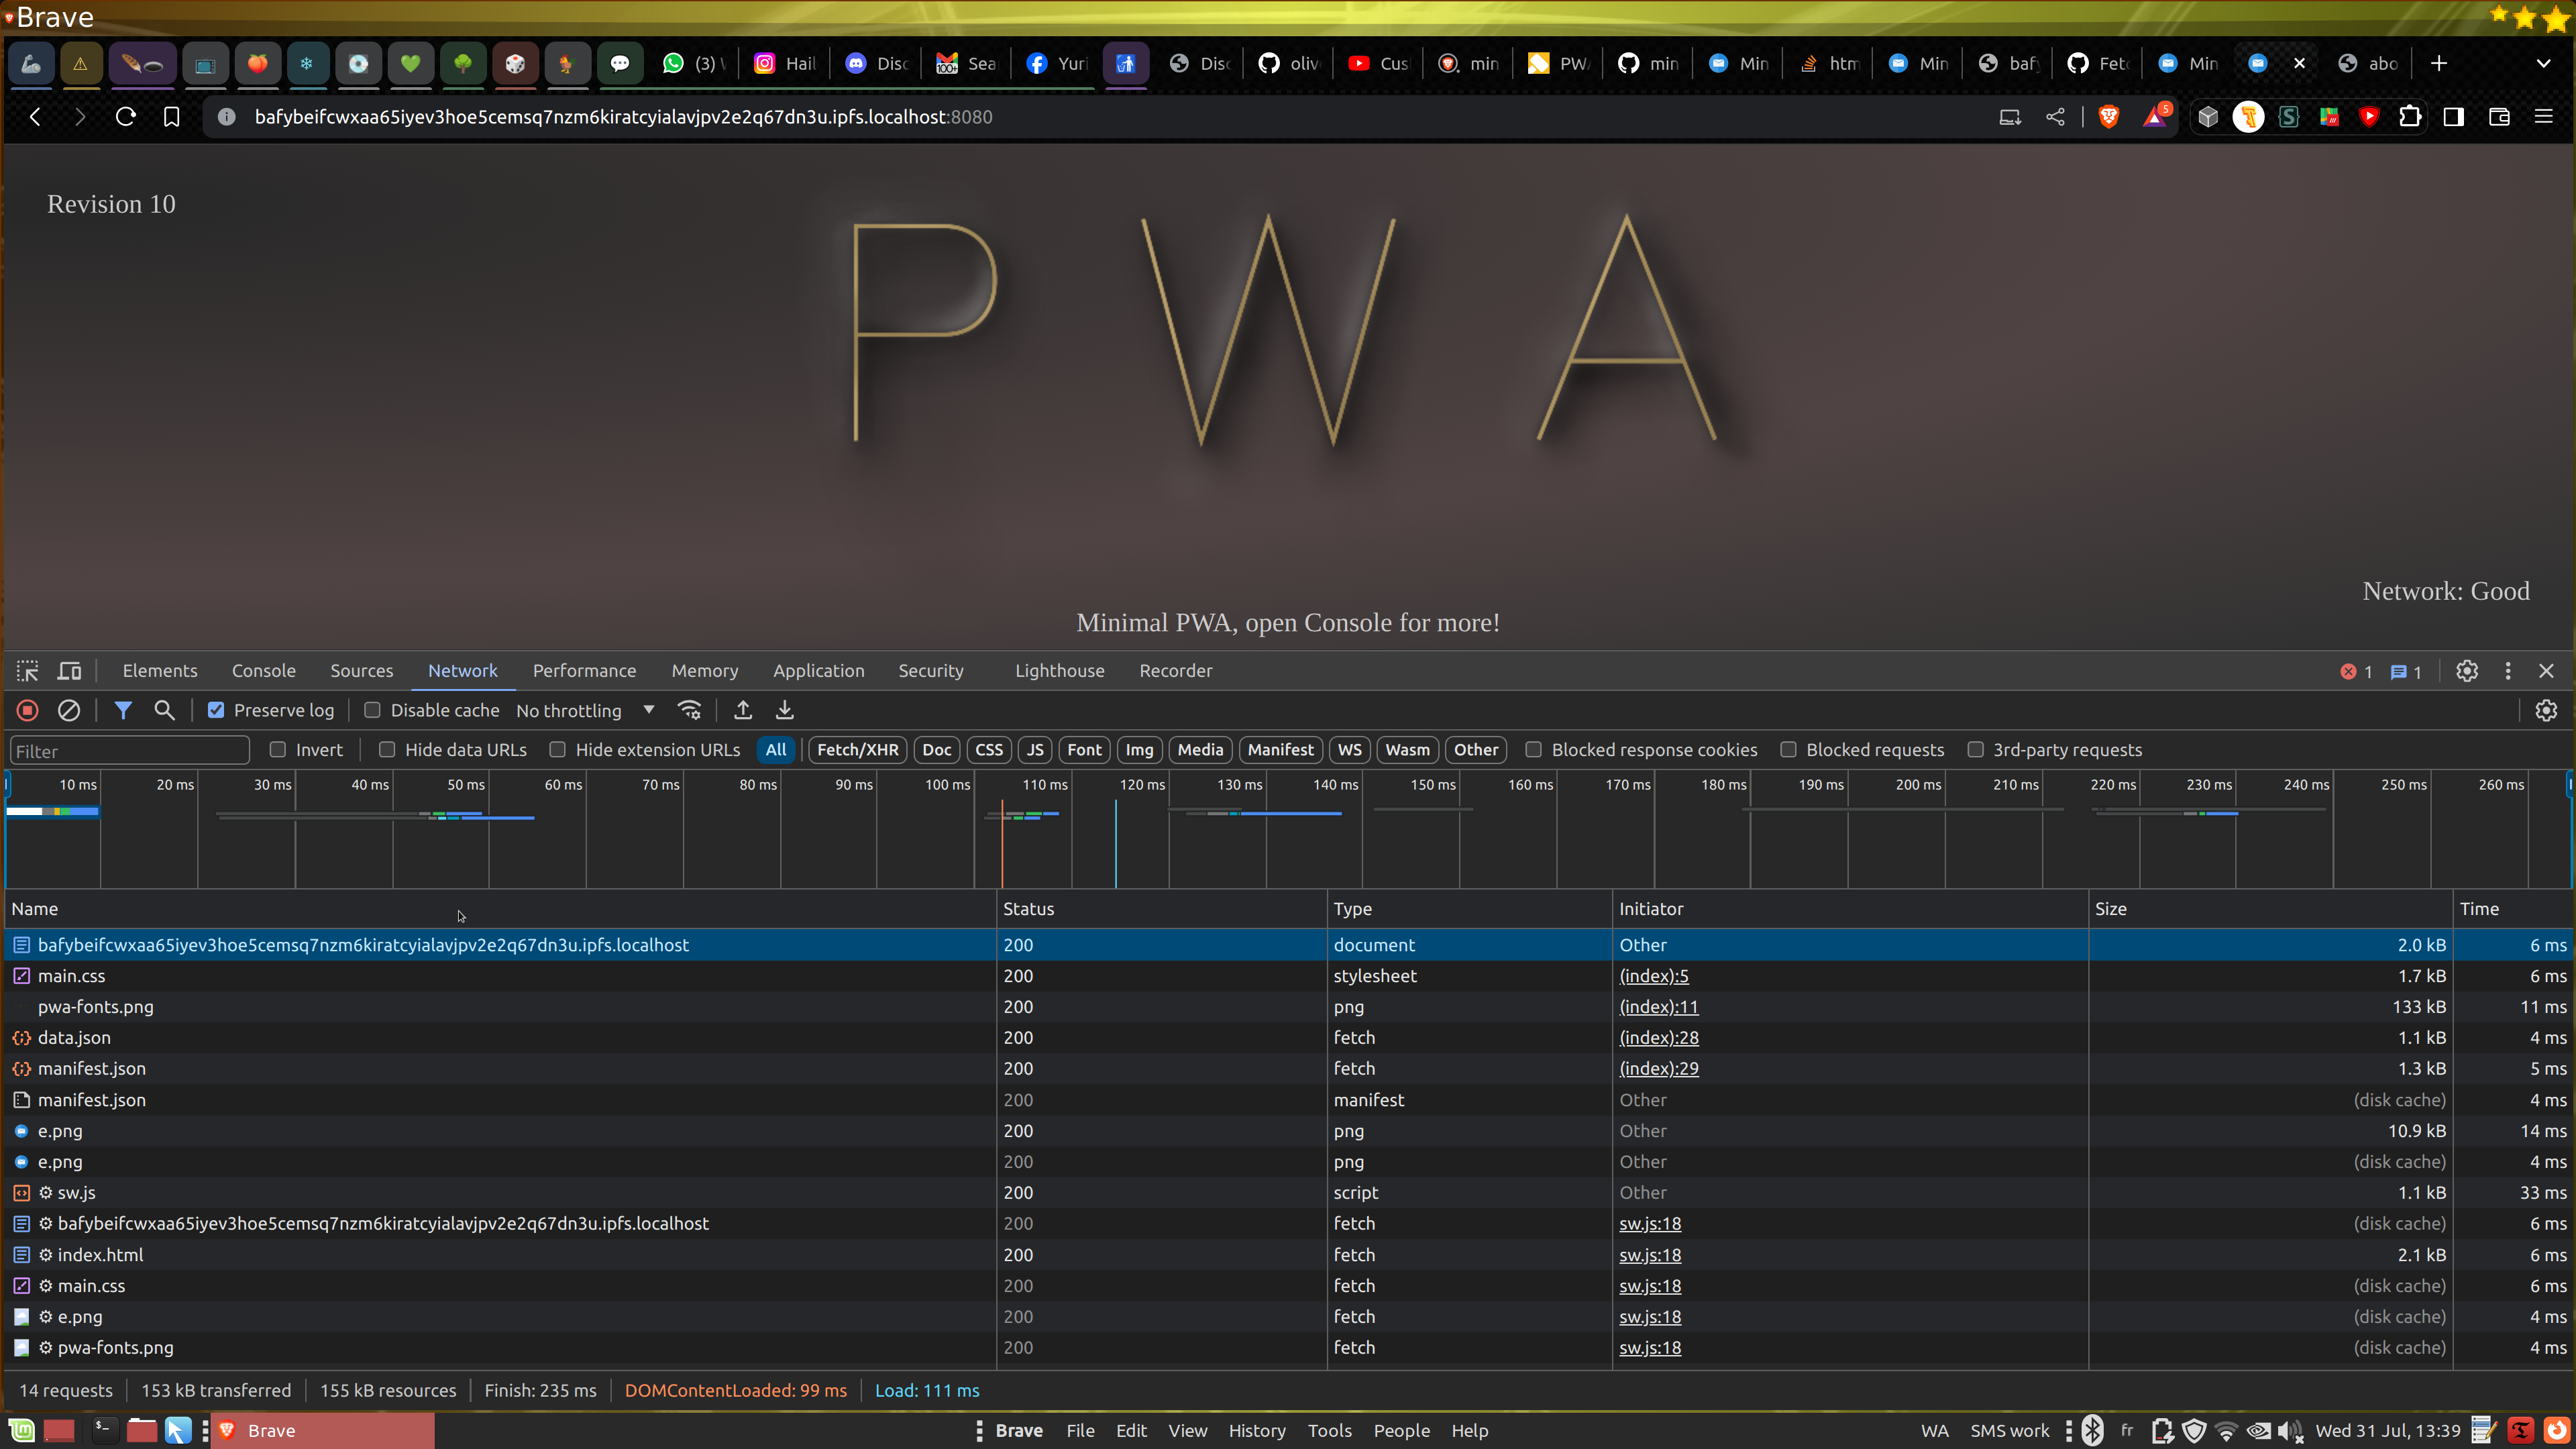 Brave
(3) W
Hail
Disc
Sea
Yuri
Disc
oliv
Cus
min
PW
min
Min
htm
Min
baf
Fet
Min
abo
bafybeifcwxaa65iyev3hoe5cemsq7nzm6kiratcyialavjpv2e2q67dn3u.ipfs.localhost:8080
5
Revision 10
P W A
Network: Good
Minimal PWA, open Console for more!
Elements Console Sources Network Performance Memory Application Security Lighthouse Recorder 1 1
Preserve log Disable cache No throttling
Filter Invert Hide data URLs Hide extension URLs All Fetch/XHR Doc CSS JS Font Img Media Manifest WS Wasm Other Blocked response cookies Blocked requests 3rd-party requests
10 ms 20 ms 30 ms 40 ms 50 ms 60 ms 70 ms 80 ms 90 ms 100 ms 110 ms 120 ms 130 ms 140 ms 150 ms 160 ms 170 ms 180 ms 190 ms 200 ms 210 ms 220 ms 230 ms 240 ms 250 ms 260 ms
Name Status Type Initiator Size Time
bafybeifcwxaa65iyev3hoe5cemsq7nzm6kiratcyialavjpv2e2q67dn3u.ipfs.localhost 200 document Other 2.0 kB 6 ms
main.css 200 stylesheet (index):5 1.7 kB 6 ms
pwa-fonts.png 200 png (index):11 133 kB 11 ms
data.json 200 fetch (index):28 1.1 kB 4 ms
manifest.json 200 fetch (index):29 1.3 kB 5 ms
manifest.json 200 manifest Other (disk cache) 4 ms
e.png 200 png Other 10.9 kB 14 ms
e.png 200 png Other (disk cache) 4 ms
sw.js 200 script Other 1.1 kB 33 ms
bafybeifcwxaa65iyev3hoe5cemsq7nzm6kiratcyialavjpv2e2q67dn3u.ipfs.localhost 200 fetch sw.js:18 (disk cache) 6 ms
index.html 200 fetch sw.js:18 2.1 kB 6 ms
main.css 200 fetch sw.js:18 (disk cache) 6 ms
e.png 200 fetch sw.js:18 (disk cache) 4 ms
pwa-fonts.png 200 fetch sw.js:18 (disk cache) 4 ms
14 requests 153 kB transferred 155 kB resources Finish: 235 ms DOMContentLoaded: 99 ms Load: 111 ms
Brave Brave File Edit View History Tools People Help WA SMS work fr Wed 31 Jul, 13:39